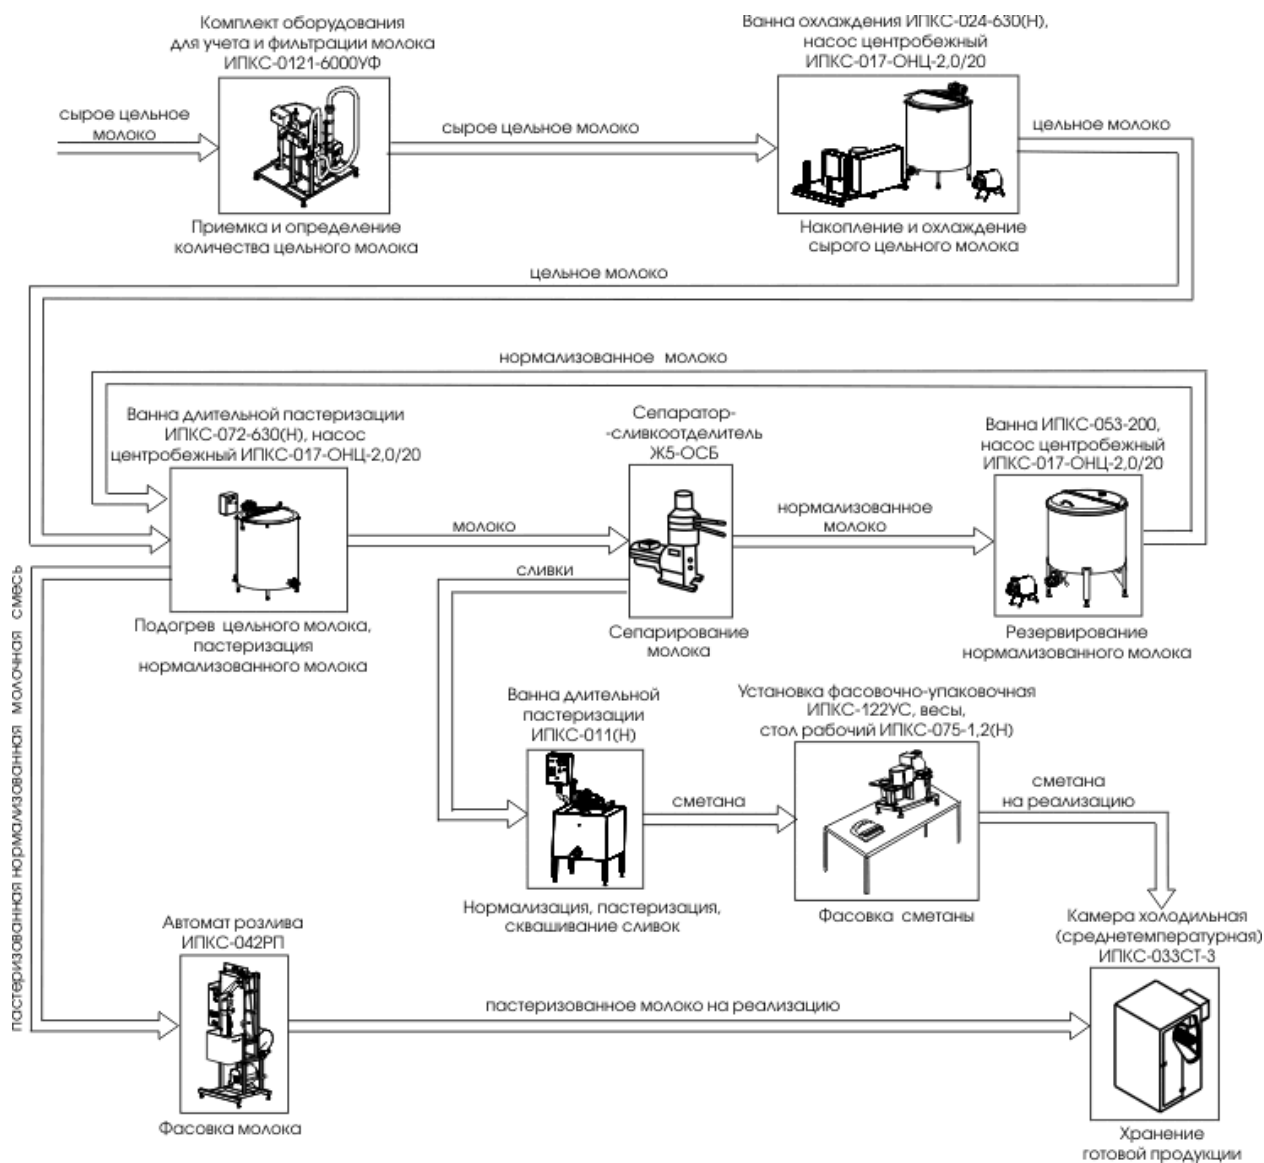 Комплект оборудования
для учета и фильтрации молока
ИПКС-0121-6000УФ
Ванна охлаждения ИПКС-024-630(Н),
насос центробежный
ИПКС-017-ОНЦ-2,0/20
сырое цельное
молоко
сырое цельное молоко
цельное молоко
Приемка и определение
количества цельного молока
Накопление и охлаждение
сырого цельного молока
цельное молоко
нормализованное молоко
Ванна длительной пастеризации
ИПКС-072-630(Н), насос
центробежный ИПКС-017-ОНЦ-2,0/20
Сепаратор-
-сливкоотделитель
Ж5-ОСБ
Ванна ИПКС-053-200,
насос центробежный
ИПКС-017-ОНЦ-2,0/20
молоко
нормализованное
молоко
сливки
Подогрев цельного молока,
пастеризация
нормализованного молока
Сепарирование
молока
Резервирование
нормализованного молока
пастеризованная нормализованная молочная смесь
Ванна длительной
пастеризации
ИПКС-011(Н)
Установка фасовочно-упаковочная
ИПКС-122УС, весы,
стол рабочий ИПКС-075-1,2(Н)
сметана
сметана
на реализацию
Нормализация, пастеризация,
сквашивание сливок
Фасовка сметаны
Автомат розлива
ИПКС-042РП
Камера холодильная
(среднетемпературная)
ИПКС-033СТ-3
пастеризованное молоко на реализацию
Фасовка молока
Хранение
готовой продукции